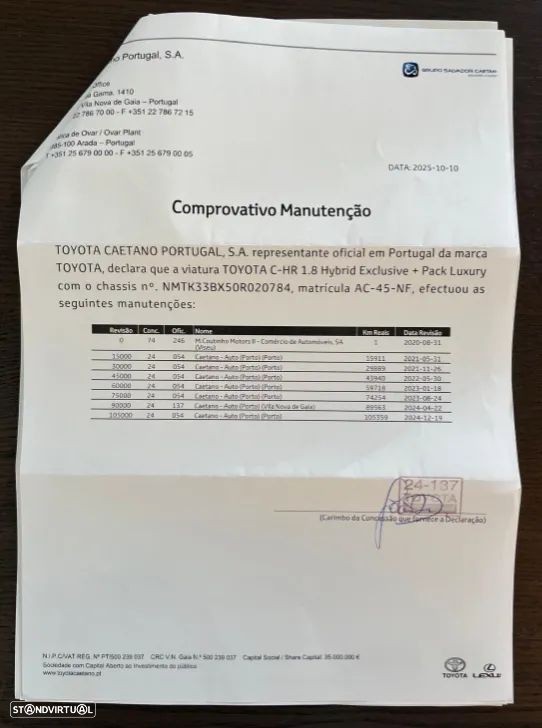 no Portugal, S.A.
GRUPO SALVADOR CAETANO
ffice
a Gama, 1410
Vila Nova de Gaia – Portugal
22 786 70 00 - F +351 22 786 72 15
ica de Ovar / Ovar Plant
885-100 Arada – Portugal
T +351 25 679 00 00 - F +351 25 679 00 05
DATA: 2025-10-10
Comprovativo Manutenção
TOYOTA CAETANO PORTUGAL, S.A. representante oficial em Portugal da marca
TOYOTA, declara que a viatura TOYOTA C-HR 1.8 Hybrid Exclusive + Pack Luxury
com o chassis nº. NMTK33BX50R020784, matrícula AC-45-NF, efectuou as
seguintes manutenções:
Revisão Conc. Ofic. Nome Km Reais Data Revisão
0 74 246 M.Coutinho Motors II - Comércio de Automóveis, SA 1 2020-08-31
(Viseu)
15000 24 054 Caetano - Auto (Porto) (Porto) 15911 2021-05-31
30000 24 054 Caetano - Auto (Porto) (Porto) 29889 2021-11-26
45000 24 054 Caetano - Auto (Porto) (Porto) 43940 2022-05-30
60000 24 054 Caetano - Auto (Porto) (Porto) 59718 2023-01-18
75000 24 054 Caetano - Auto (Porto) (Porto) 74254 2023-08-24
90000 24 137 Caetano - Auto (Porto) (Vila Nova de Gaia) 89563 2024-04-22
105000 24 054 Caetano - Auto (Porto) (Porto) 105359 2024-12-19
24-137
TOYOTA
(Carimbo da Concessão que fornece a Declaração)
N.I.P.C/VAT REG. Nº PT/500 239 037 CRC V.N. Gaia N.º 500 239 037 Capital Social / Share Capital: 35.000.000 €
Sociedade com Capital Aberto ao Investimento do público
www.toyotacaetano.pt
TOYOTA LEXUS
STANDVIRTUAL